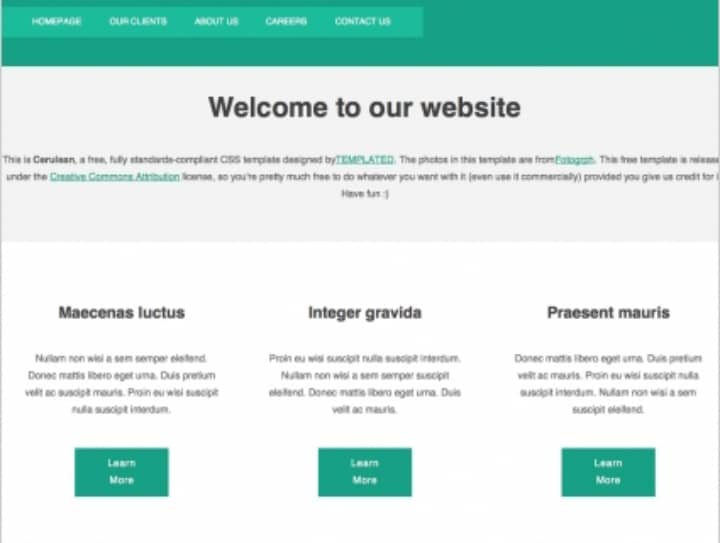 HOMEPAGE OUR CLIENTS ABOUT US CAREERS CONTACT US
Welcome to our website
This is Cerulean, a free, fully standards-compliant CSS template designed byTEMPLATED. The photos in this template are fromFotogrph. This free template is release
under the Creative Commons Attribution license, so you're pretty much free to do whatever you want with it (even use it commercially) provided you give us credit for i
Have fun :)
Maecenas luctus
Nullam non wisi a sem semper eleifend.
Donec mattis libero eget urna. Duis pretium
velit ac suscipit mauris. Proin eu wisi suscipit
nulla suscipit interdum.
Learn
More
Integer gravida
Proin eu wisi suscipit nulla suscipit interdum.
Nullam non wisi a sem semper suscipit
eleifend. Donec mattis libero eget urna. Duis
velit ac mauris.
Learn
More
Praesent mauris
Donec mattis libero eget urna. Duis pretium
velit ac mauris. Proin eu wisi suscipit nulla
suscipit interdum. Nullam non wisi a sem
suscipit eleifend.
Learn
More